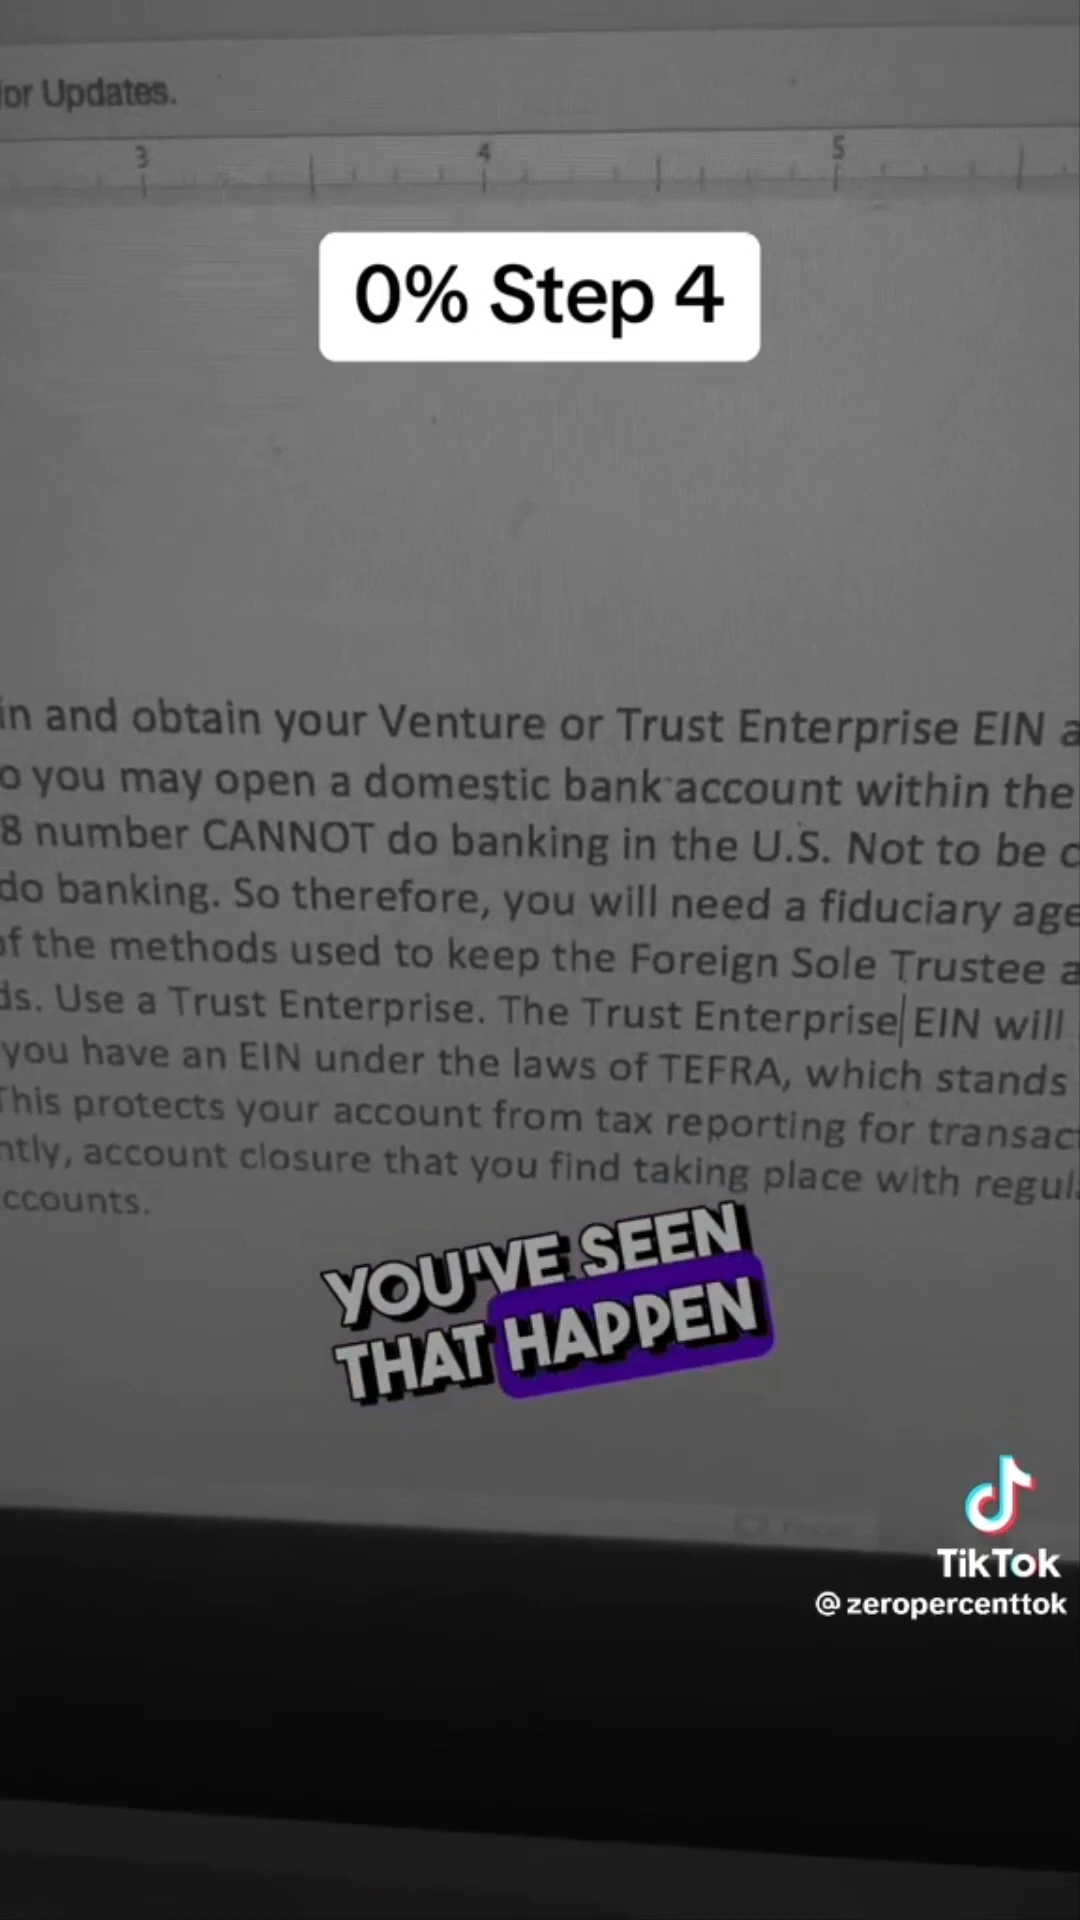 for Updates.
3 4 5
0% Step 4
in and obtain your Venture or Trust Enterprise EIN a
o you may open a domestic bank account within the
8 number CANNOT do banking in the U.S. Not to be c
do banking. So therefore, you will need a fiduciary age
of the methods used to keep the Foreign Sole Trustee a
ds. Use a Trust Enterprise. The Trust Enterprise EIN will
you have an EIN under the laws of TEFRA, which stands
This protects your account from tax reporting for transact
ntly, account closure that you find taking place with regul
ccounts.
YOU'VE SEEN
THAT HAPPEN
TikTok
@zeropercenttok